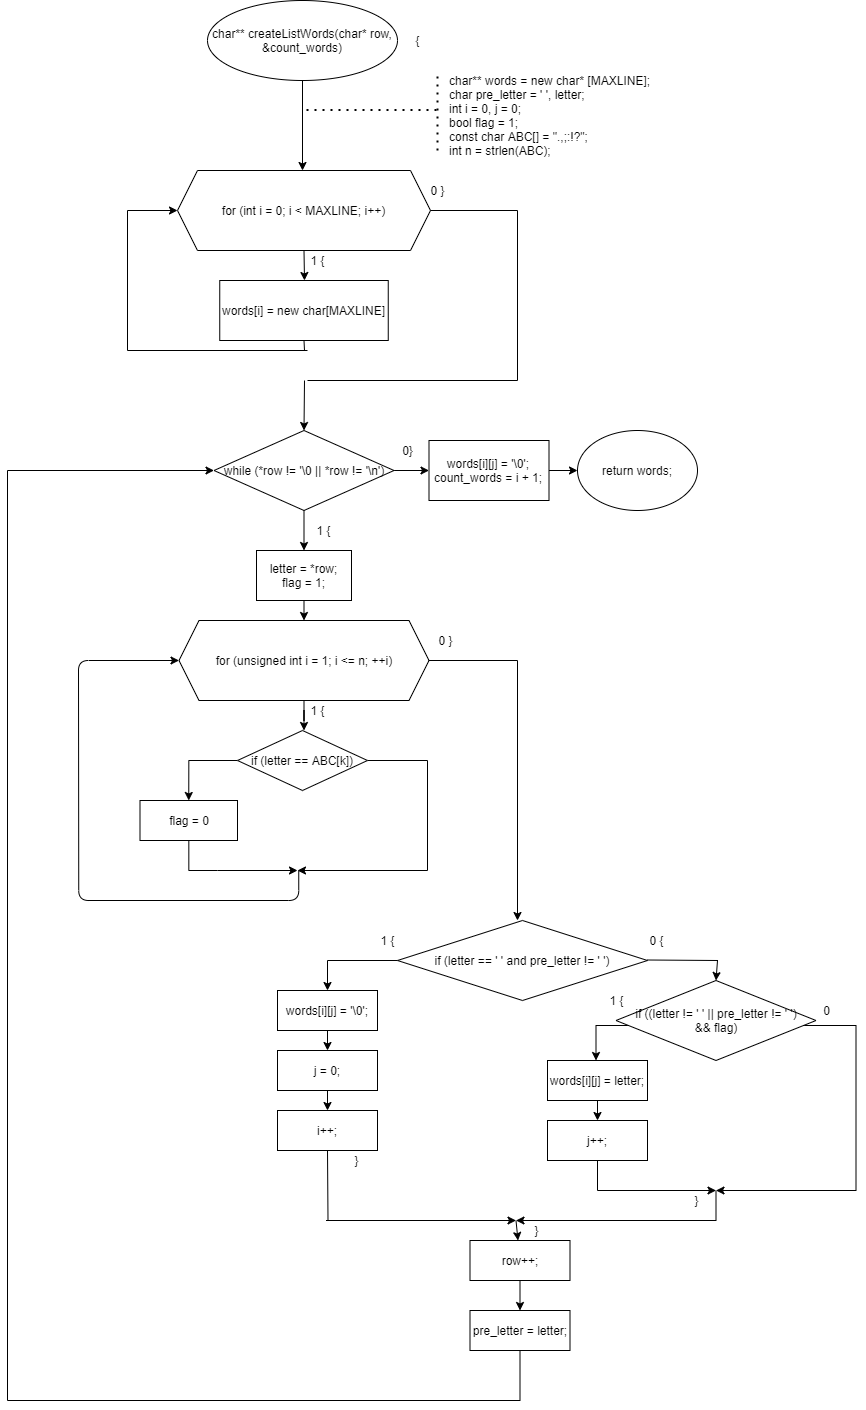 char** createListWords(char* row,
&count_words)
{
char** words = new char* [MAXLINE];
char pre_letter = ' ', letter;
int i = 0, j = 0;
bool flag = 1;
const char ABC[] = ".,;:!?";
int n = strlen(ABC);
0 }
for (int i = 0; i < MAXLINE; i++)
1 {
words[i] = new char[MAXLINE]
while (*row != '\0 || *row != '\n')
0}
words[i][j] = '\0';
count_words = i + 1;
return words;
1 {
letter = *row;
flag = 1;
0 }
for (unsigned int i = 1; i <= n; ++i)
1 {
if (letter == ABC[k])
flag = 0
1 {
0 {
if (letter == ' ' and pre_letter != ' ')
words[i][j] = '\0';
1 {
0
if ((letter != ' ' || pre_letter != ' ')
&& flag)
j = 0;
words[i][j] = letter;
i++;
j++;
}
}
}
row++;
pre_letter = letter;